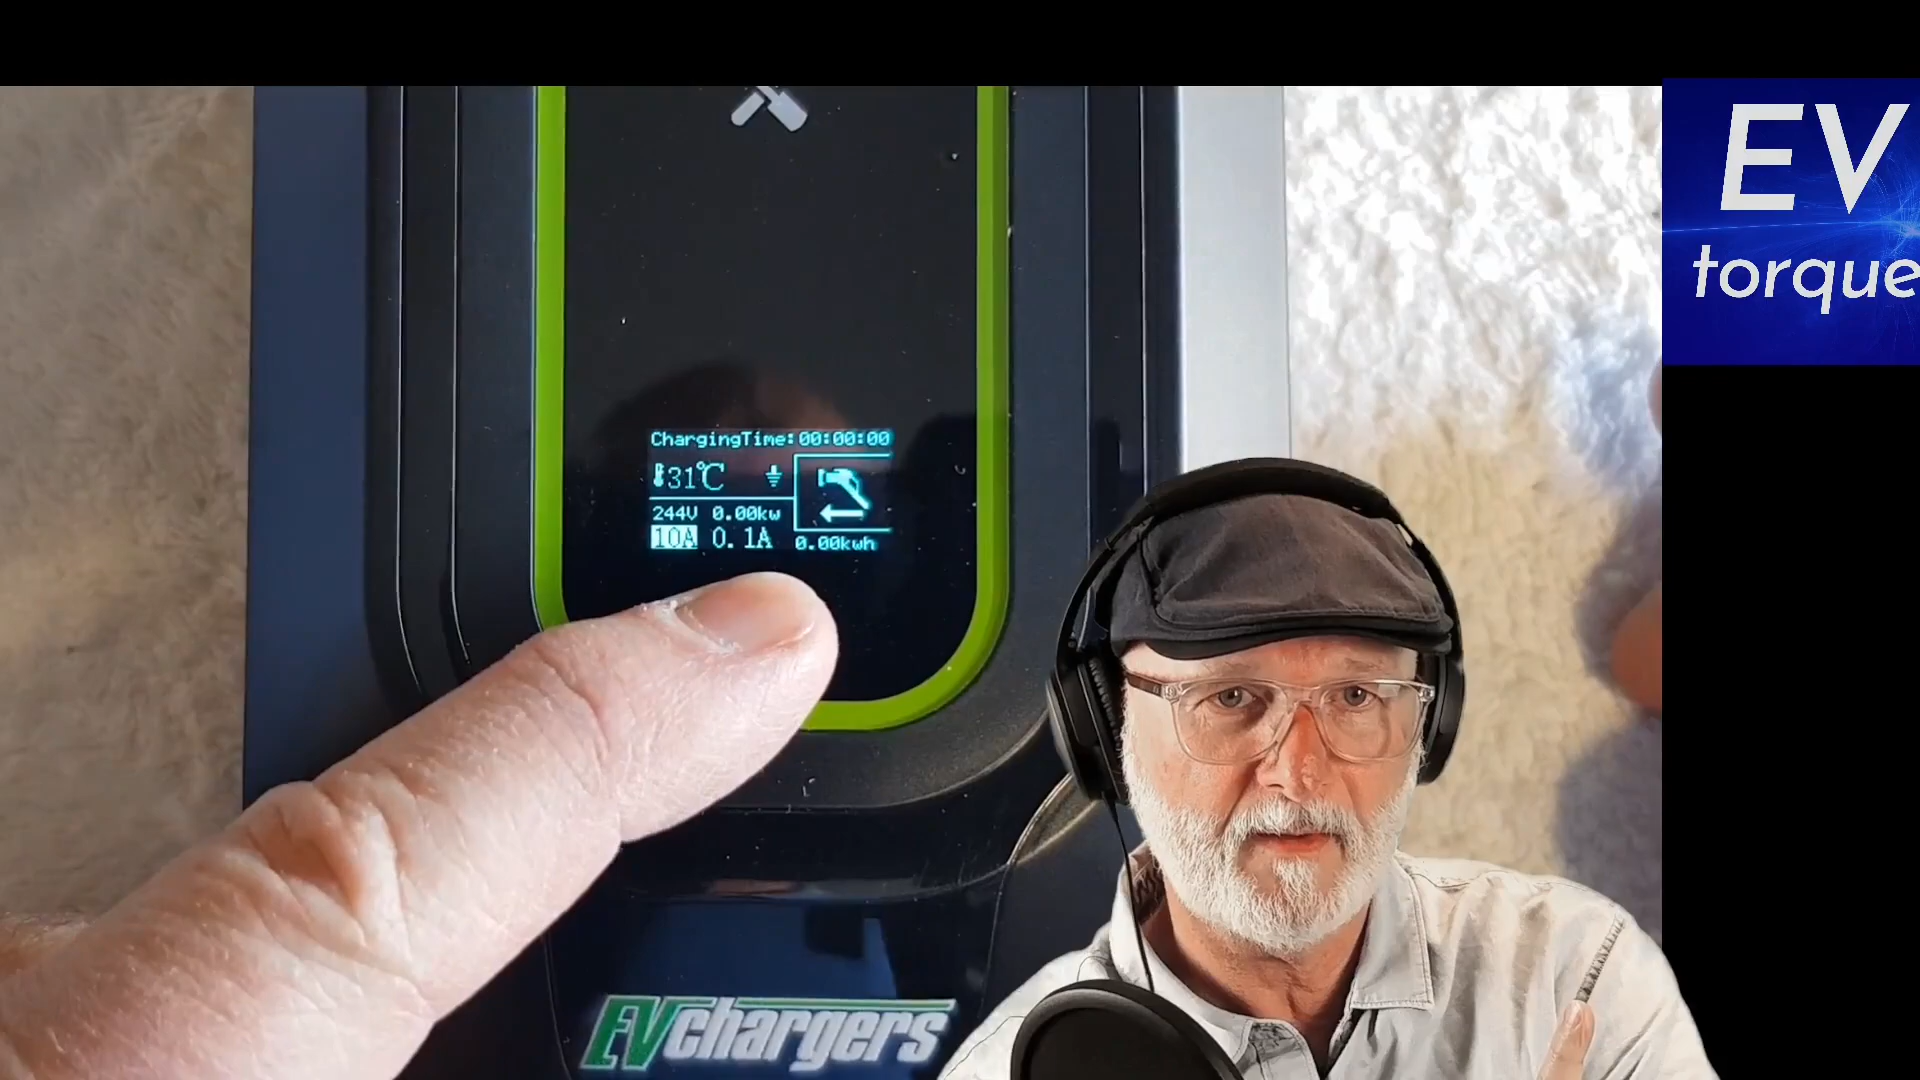 EV
torque
ChargingTime:00:00:00
31℃
244V 0.00kw
10A 0.1A 0.00kwh
EVchargers